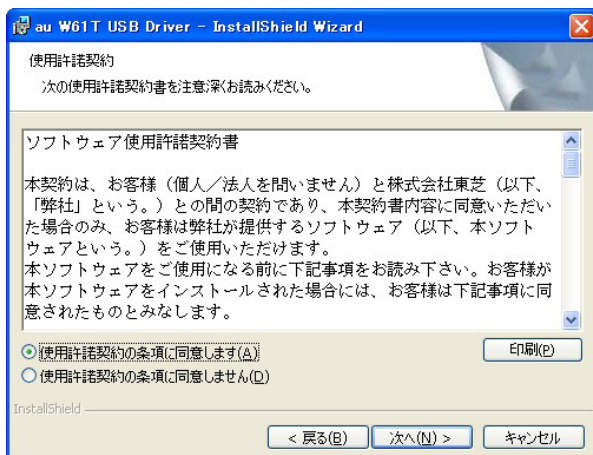 au W61T USB Driver - InstallShield Wizard
使用許諾契約
次の使用許諾契約書を注意深くお読みください。
ソフトウェア使用許諾契約書
本契約は、お客様（個人／法人を問いません）と株式会社東芝（以下、
「弊社」という。）との間の契約であり、本契約書内容に同意いただい
た場合のみ、お客様は弊社が提供するソフトウェア（以下、本ソフト
ウェアという。）をご使用いただけます。
本ソフトウェアをご使用になる前に下記事項をお読み下さい。お客様が
本ソフトウェアをインストールされた場合には、お客様は下記事項に同
意されたものとみなします。
使用許諾契約の条項に同意します(A)
印刷(P)
使用許諾契約の条項に同意しません(D)
InstallShield
< 戻る(B)
次へ(N) >
キャンセル